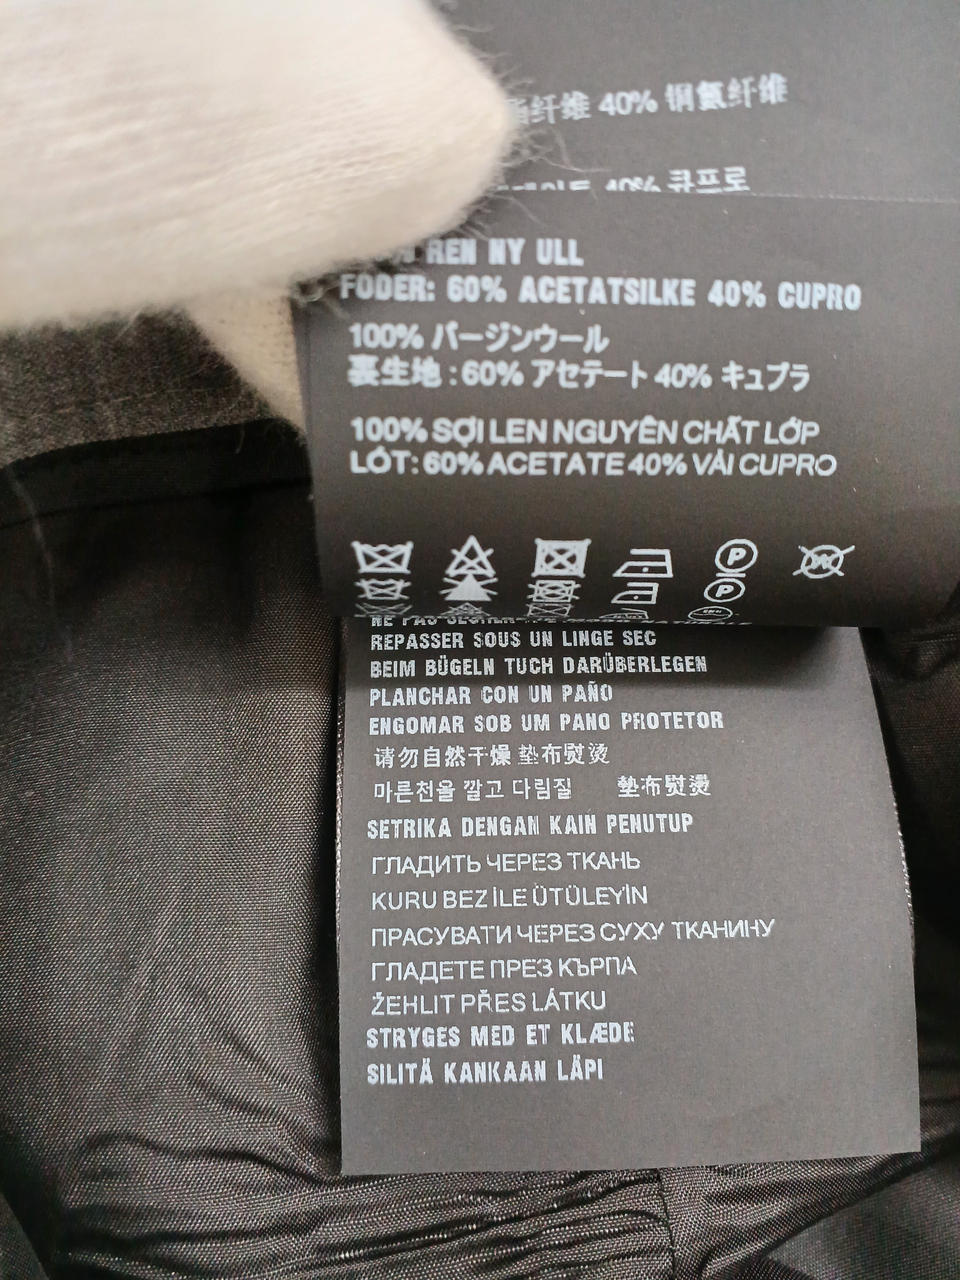 纤维 40% 铜氨纤维
40% 큐프로
REN NY ULL
FODER: 60% ACETATSILKE 40% CUPRO
100% バージンウール
裏生地 : 60% アセテート 40% キュプラ
100% SỢI LEN NGUYÊN CHẤT LỚP
LÓT: 60% ACETATE 40% VẢI CUPRO
P
P
REPASSER SOUS UN LINGE SEC
BEIM BÜGELN TUCH DARÜBERLEGEN
PLANCHAR CON UN PAÑO
ENGOMAR SOB UM PANO PROTETOR
请勿自然干燥 垫布熨烫
마른천을 깔고 다림질 墊布熨燙
SETRIKA DENGAN KAIN PENUTUP
ГЛАДИТЬ ЧЕРЕЗ ТКАНЬ
KURU BEZ İLE ÜTÜLEYİN
ПРАСУВАТИ ЧЕРЕЗ СУХУ ТКАНИНУ
ГЛАДЕТЕ ПРЕЗ КЪРПА
ŽEHLIT PŘES LÁTKU
STRYGES MED ET KLÆDE
SILITÄ KANKAAN LÄPI